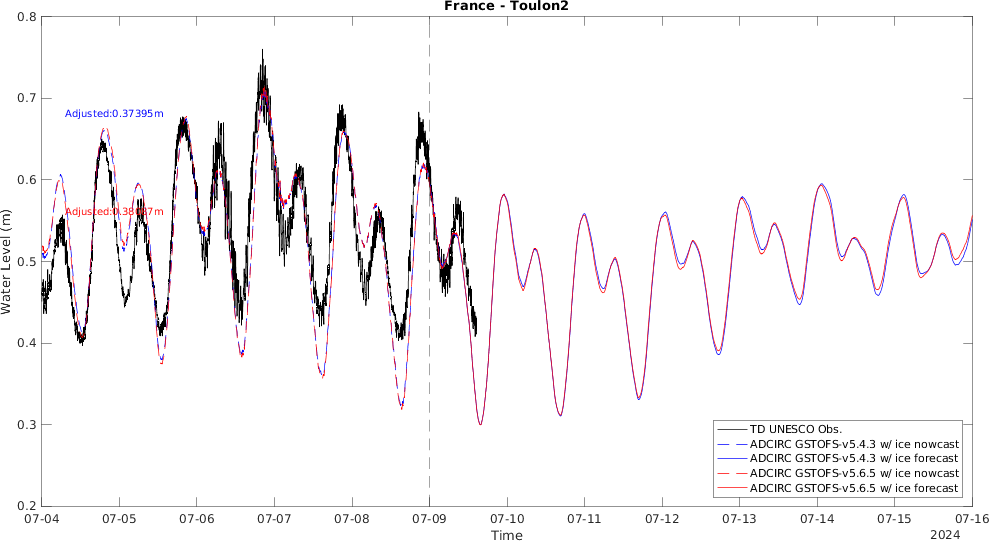 France - Toulon2
0.8
0.7
0.6
0.5
0.4
0.3
0.2
Water Level (m)
Adjusted:0.37395m
TD UNESCO Obs.
ADCIRC GSTOFS-v5.4.3 w/ ice nowcast
ADCIRC GSTOFS-v5.4.3 w/ ice forecast
ADCIRC GSTOFS-v5.6.5 w/ ice nowcast
ADCIRC GSTOFS-v5.6.5 w/ ice forecast
07-04 07-05 07-06 07-07 07-08 07-09 07-10 07-11 07-12 07-13 07-14 07-15 07-16
Time
2024